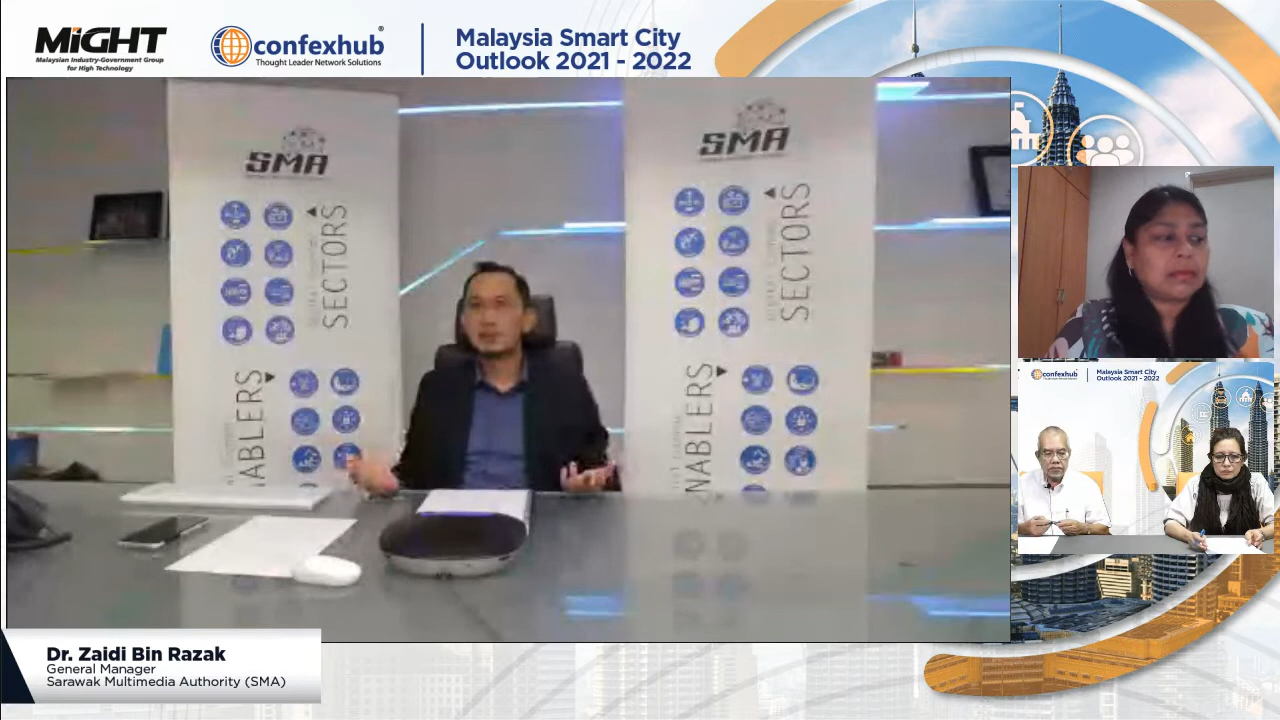 MiGHT
Malaysian Industry-Government Group
for High Technology
confexhub®
Thought Leader Network Solutions
Malaysia Smart City
Outlook 2021 - 2022
SMA
SECTORS
NABLERS
SMA
SECTORS
NABLERS
confexhub
Malaysia Smart City
Outlook 2021 - 2022
Dr. Zaidi Bin Razak
General Manager
Sarawak Multimedia Authority (SMA)